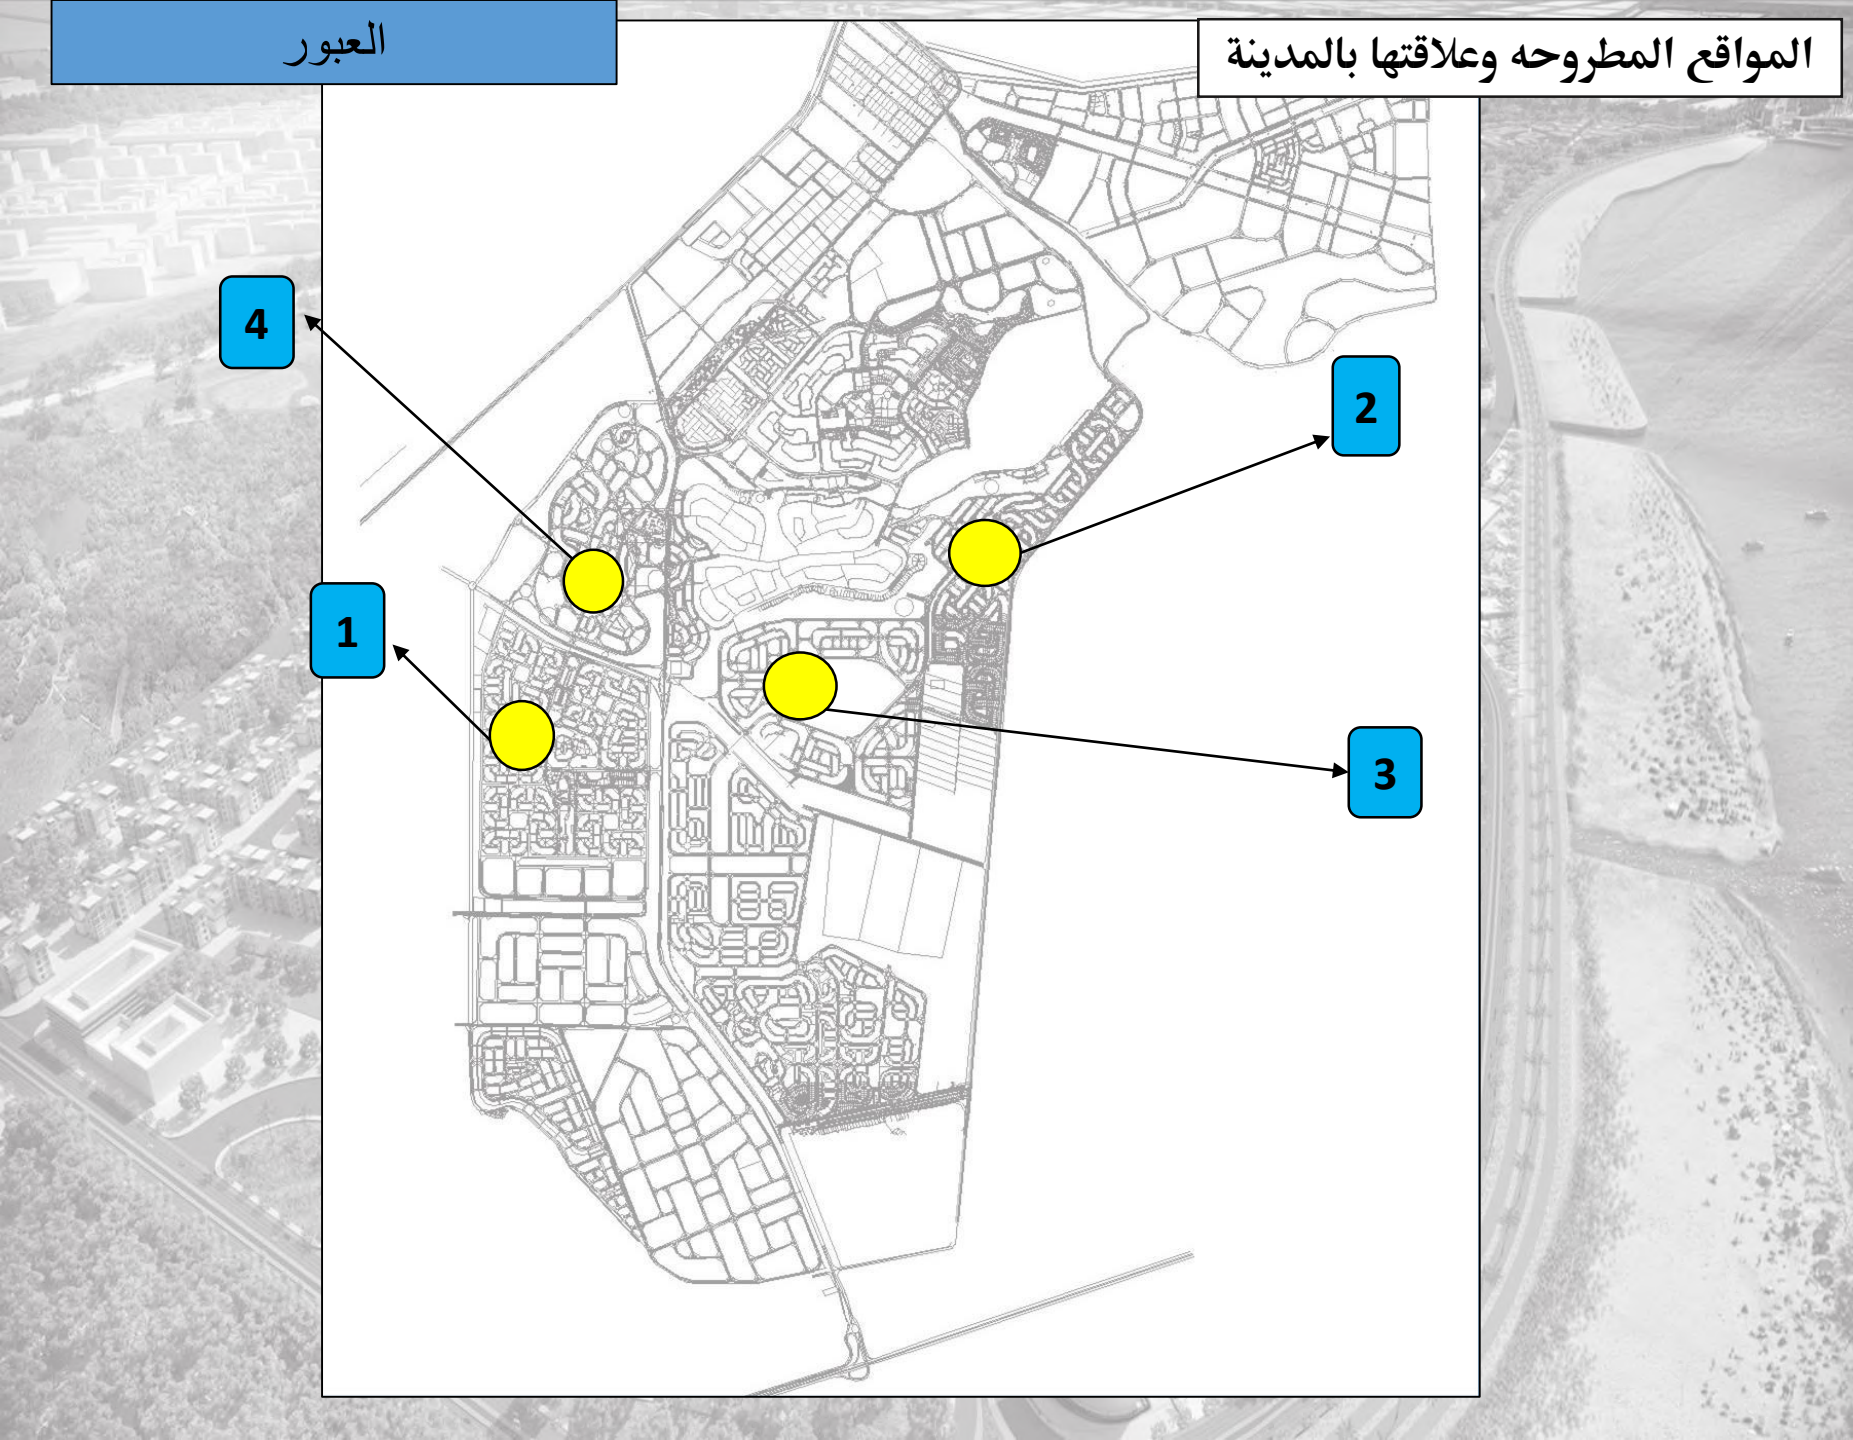 العبور
المواقع المطروحه وعلاقتها بالمدينة
4
2
1
3